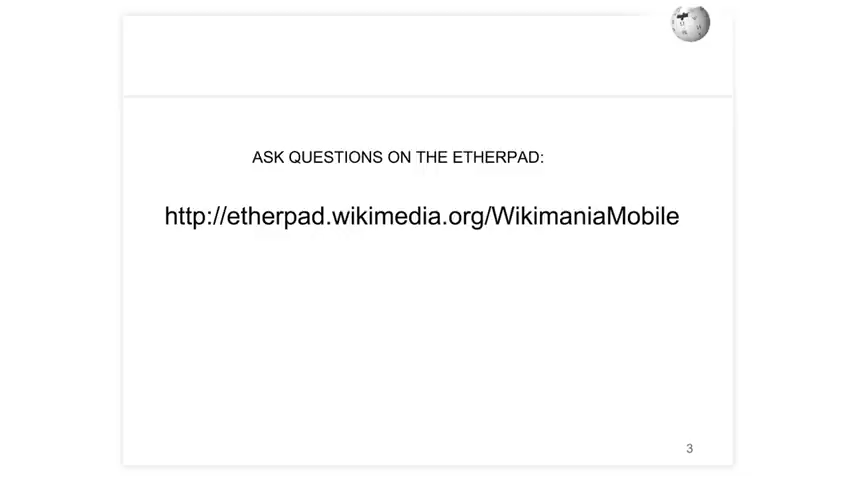 ASK QUESTIONS ON THE ETHERPAD:
http://etherpad.wikimedia.org/WikimaniaMobile
3